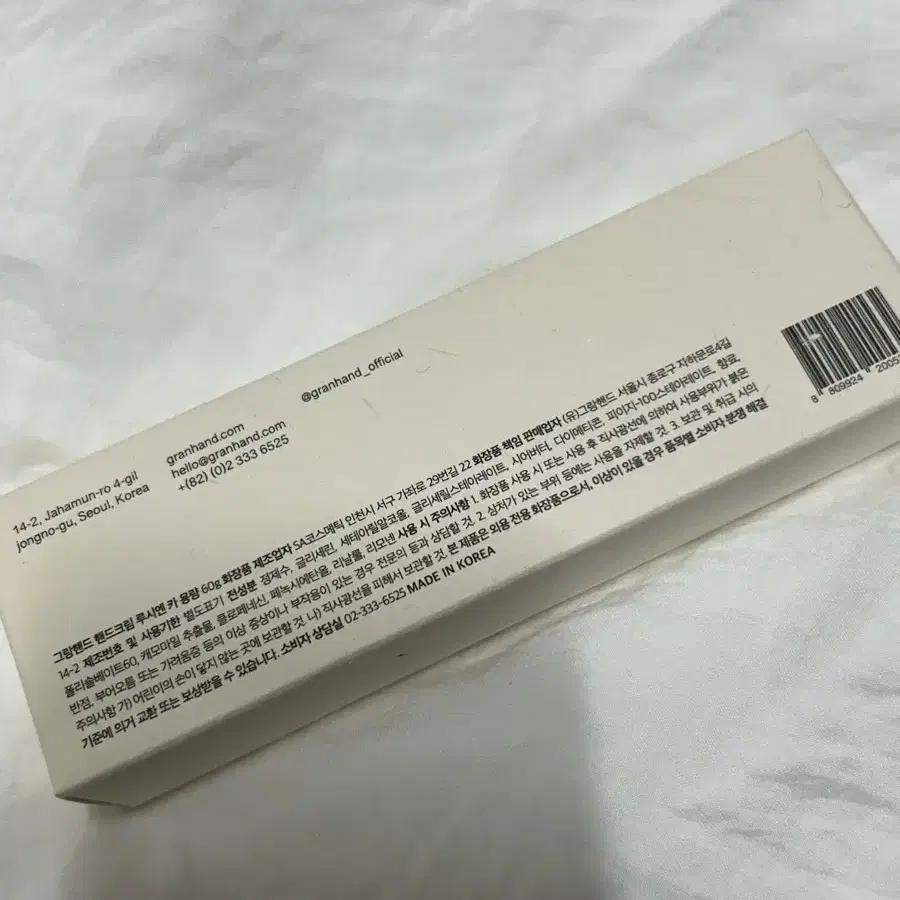 14-2, Jahamun-ro 4-gil
jongno-gu, Seoul, Korea
granhand.com
hello@granhand.com
+(82) (0)2 333 6525
@granhand_official
그랑핸드 핸드크림 루시엔 카 용량 60g 화장품 제조업자 SA코스메틱 인천시 서구 가좌로 29번길 22 화장품 책임 판매업자 (유)그랑핸드 서울시 종로구 자하문로4길
14-2 제조번호 및 사용기한 별도표기 전성분 정제수, 글리세린, 세테아릴알코올, 글리세릴스테아레이트, 시어버터, 다이메티콘, 피이지-100스테아레이트, 향료,
폴리솔베이트60, 캐모마일 추출물, 클로페네신, 페녹시에탄올, 리날룰, 리모넨 사용 시 주의사항 1. 화장품 사용 시 또는 사용 후 직사광선에 의하여 사용부위가 붉은
반점, 부어오름 또는 가려움증 등의 이상 증상이나 부작용이 있는 경우 전문의 등과 상담할 것. 2. 상처가 있는 부위 등에는 사용을 자제할 것. 3. 보관 및 취급 시의
주의사항 가) 어린이의 손이 닿지 않는 곳에 보관할 것 나) 직사광선을 피해서 보관할 것. 본 제품은 외용 전용 화장품으로서, 이상이 있을 경우 품목별 소비자 분쟁 해결
기준에 의거 교환 또는 보상받을 수 있습니다. 소비자 상담실 02-333-6525 MADE IN KOREA
8 809924 2005